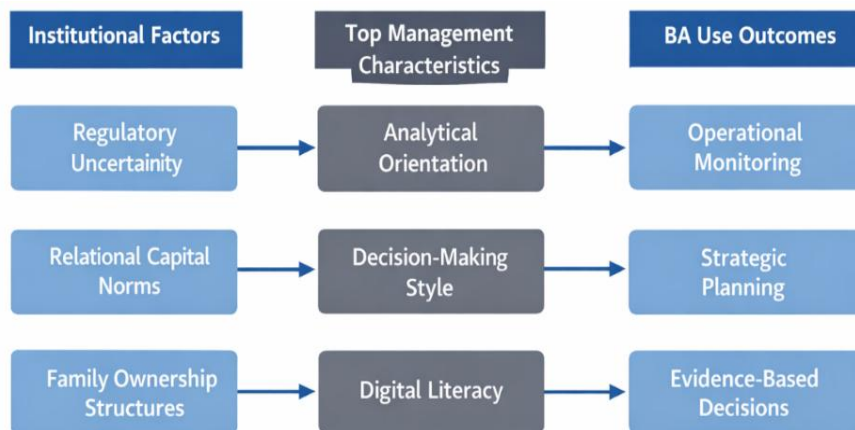 Institutional Factors
Top Management
Characteristics
BA Use Outcomes
Regulatory
Uncertainity
Analytical
Orientation
Operational
Monitoring
Relational Capital
Norms
Decision-Making
Style
Strategic
Planning
Family Ownership
Structures
Digital Literacy
Evidence-Based
Decisions